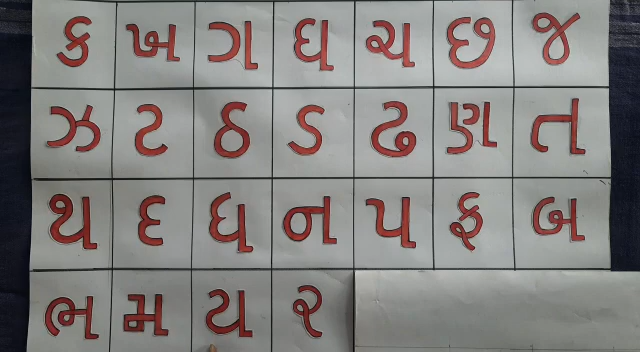 ક ખ ગ ઘ ચ છ જ
ઝ ટ ઠ ડ ઢ ણ ત
થ દ ધ ન પ ફ બ
ભ મ ય ર